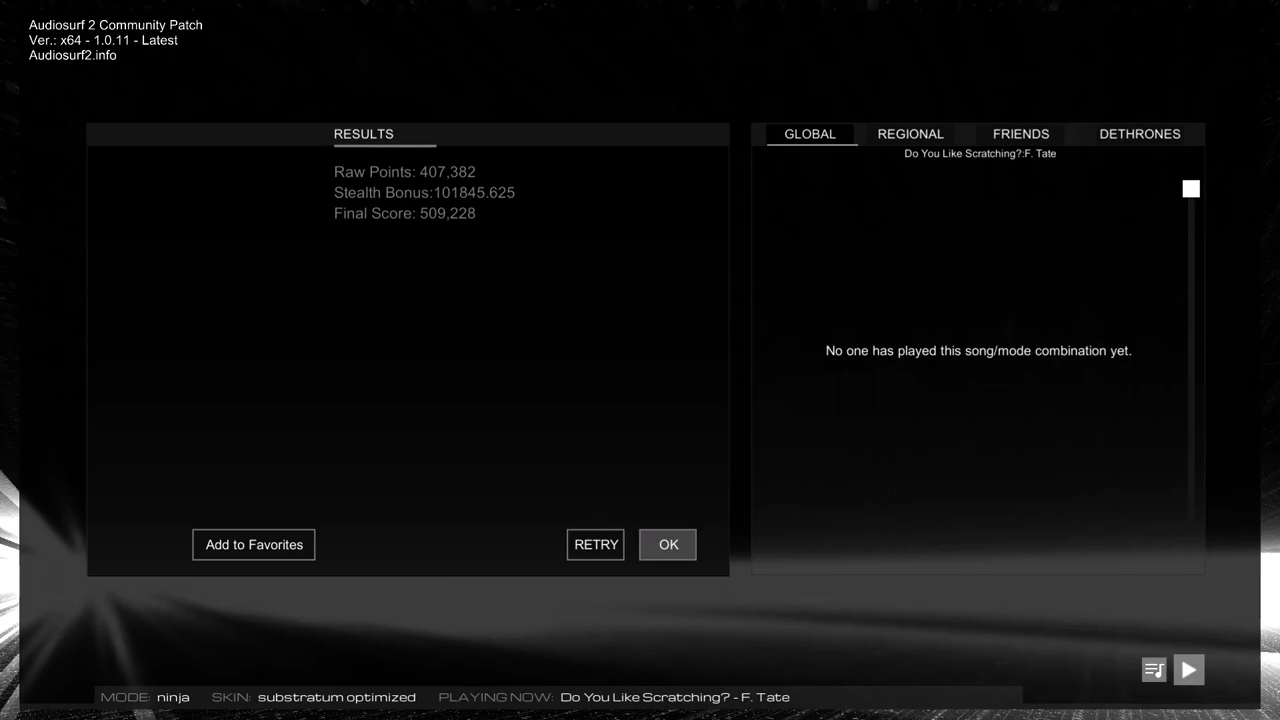 Audiosurf 2 Community Patch
Ver.: x64 - 1.0.11 - Latest
Audiosurf2.info
RESULTS
Raw Points: 407,382
Stealth Bonus:101845.625
Final Score: 509,228
Add to Favorites
RETRY
OK
GLOBAL REGIONAL FRIENDS DETHRONES
Do You Like Scratching?:F. Tate
No one has played this song/mode combination yet.
MODE: ninja SKIN: substratum optimized PLAYING NOW: Do You Like Scratching? - F. Tate